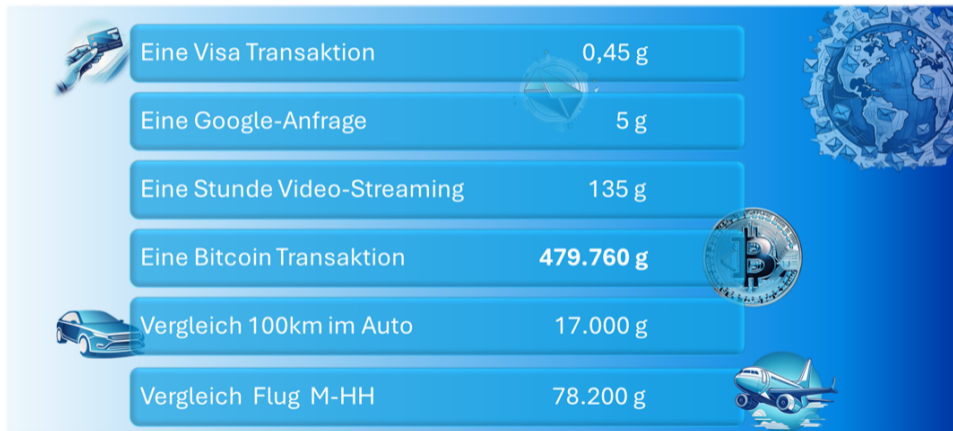 Eine Visa Transaktion 0,45 g
Eine Google-Anfrage 5 g
Eine Stunde Video-Streaming 135 g
Eine Bitcoin Transaktion 479.760 g
Vergleich 100km im Auto 17.000 g
Vergleich Flug M-HH 78.200 g